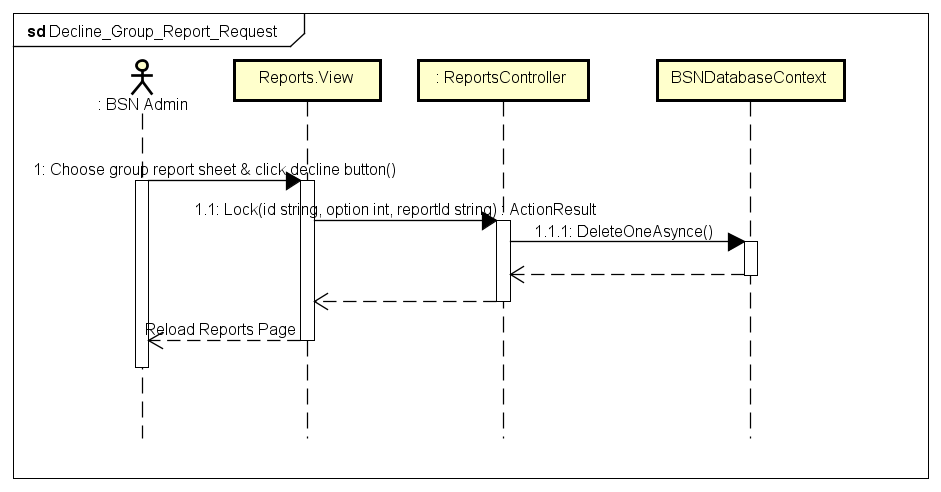 sd Decline_Group_Report_Request
: BSN Admin
Reports.View
: ReportsController
BSNDatabaseContext
1: Choose group report sheet & click decline button()
1.1: Lock(id string, option int, reportId string) : ActionResult
1.1.1: DeleteOneAsynce()
Reload Reports Page